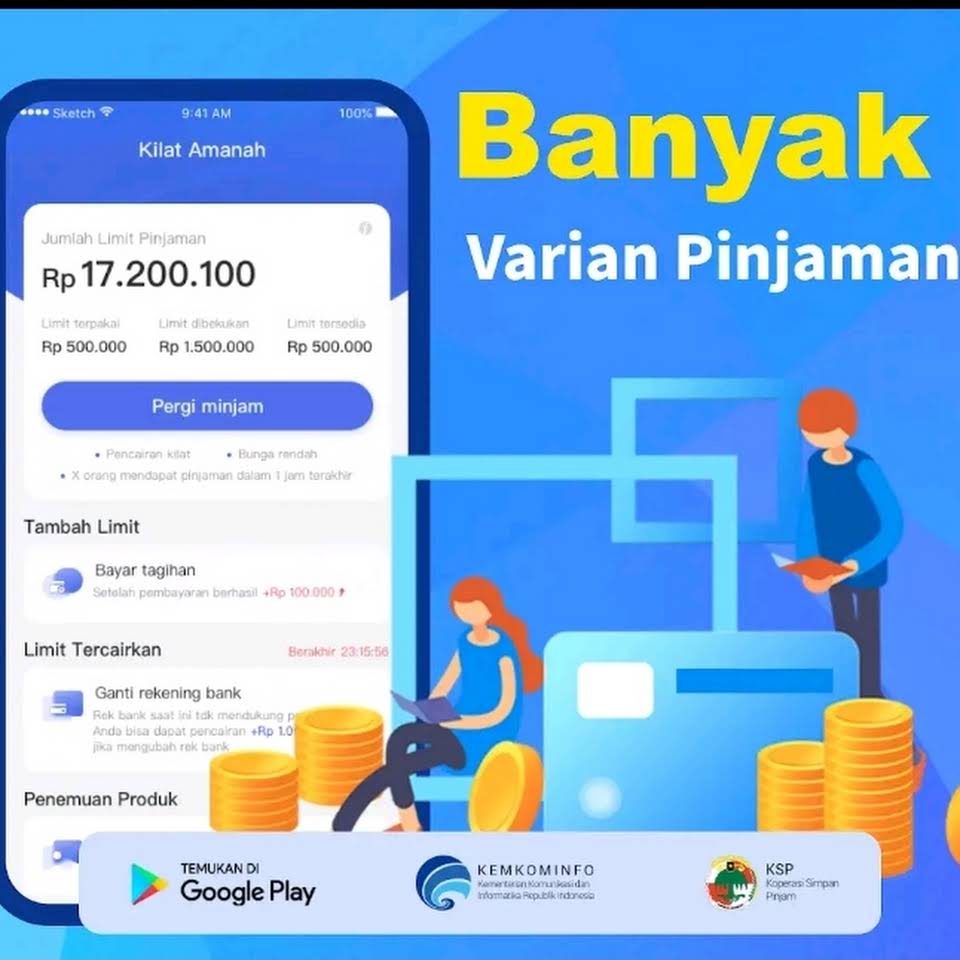 Sketch 9:41 AM 100%
Kilat Amanah
Banyak
Varian Pinjaman
Jumlah Limit Pinjaman
Rp 17.200.100
Limit terpakai Limit dibekukan Limit tersedia
Rp 500.000 Rp 1.500.000 Rp 500.000
Pergi minjam
• Pencairan kilat • Bunga rendah
• X orang mendapat pinjaman dalam 1 jam terakhir
Tambah Limit
Bayar tagihan
Setelah pembayaran berhasil +Rp 100.000
Limit Tercairkan Berakhir 23:15:56
Ganti rekening bank
Rek bank saat ini tdk mendukung
Anda bisa dapat pencairan +Rp 1.0
jika mengubah rek bank
Penemuan Produk
TEMUKAN DI
Google Play
KEMKOMINFO
Kementerian Komunikasi dan
Informatika Republik Indonesia
KSP
Koperasi Simpan
Pinjam